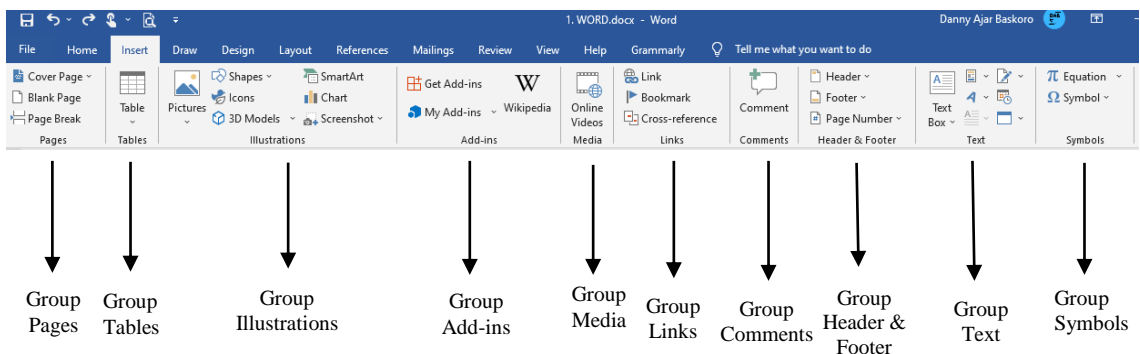 1. WORD.docx - Word
Danny Ajar Baskoro
File Home Insert Draw Design Layout References Mailings Review View Help Grammarly Tell me what you want to do
Cover Page
Blank Page
Page Break
Pages
Table
Tables
Pictures
Shapes
Icons
3D Models
SmartArt
Chart
Screenshot
Illustrations
Get Add-ins
My Add-ins
W
Wikipedia
Add-ins
Online
Videos
Media
Link
Bookmark
Cross-reference
Links
Comment
Comments
Header
Footer
Page Number
Header & Footer
Text
Box
Text
π Equation
Ω Symbol
Symbols
Group
Pages
Group
Tables
Group
Illustrations
Group
Add-ins
Group
Media
Group
Links
Group
Comments
Group
Header &
Footer
Group
Text
Group
Symbols